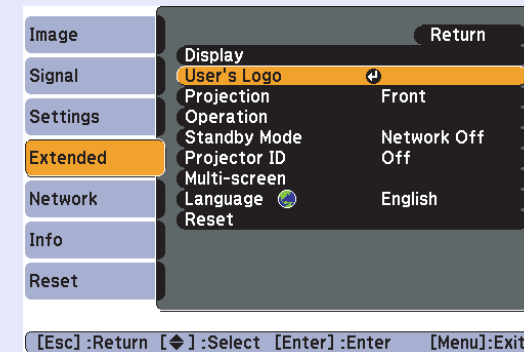 Image
Signal
Settings
Extended
Network
Info
Reset
Return
Display
User's Logo
Projection Front
Operation
Standby Mode Network Off
Projector ID Off
Multi-screen
Language English
Reset
[Esc] :Return [◆] :Select [Enter] :Enter [Menu]:Exit